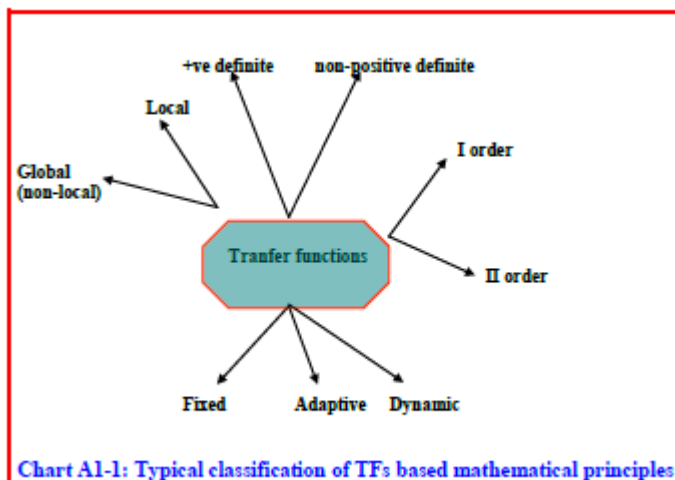 +ve definite
non-positive definite
Local
I order
Global
(non-local)
Tranfer functions
II order
Fixed
Adaptive
Dynamic
Chart A1-1: Typical classification of TFs based mathematical principles